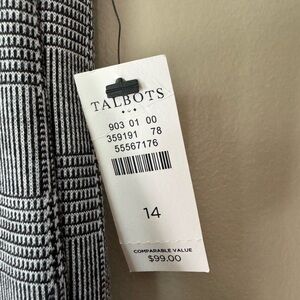 TALBOTS
903 01 00
359191 78
55567176
14
COMPARABLE VALUE
$99.00